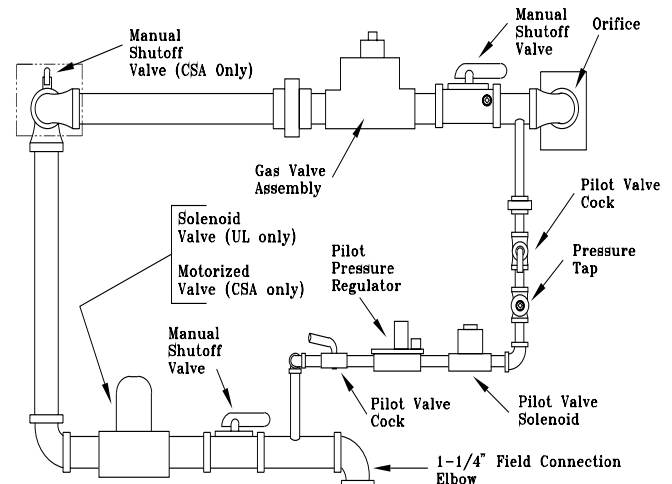 Manual
Shutoff
Valve (CSA Only)
Manual
Shutoff
Valve
Orifice
Gas Valve
Assembly
Pilot Valve
Cock
Solenoid
Valve (UL only)
Motorized
Valve (CSA only)
Pilot
Pressure
Regulator
Pressure
Tap
Manual
Shutoff
Valve
Pilot Valve
Cock
Pilot Valve
Solenoid
1-1/4" Field Connection
Elbow